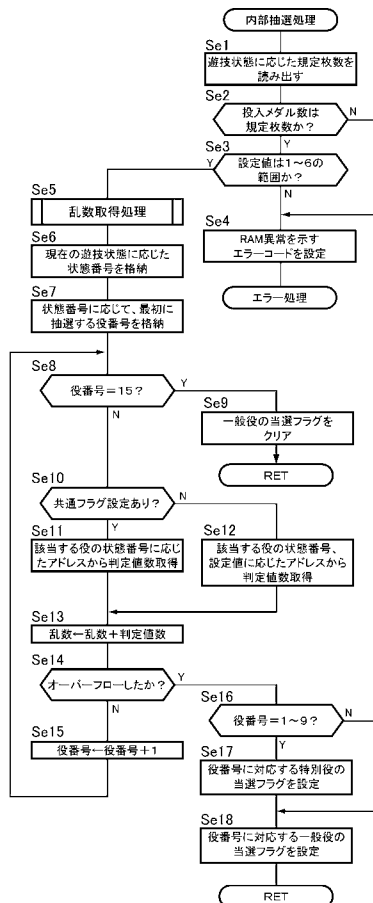 内部抽選処理
Se1
遊技状態に応じた規定枚数を
読み出す
Se2
投入メダル数は
規定枚数か？
N
Y
Se3
設定値は1～6の
範囲か？
Y
N
Se4
RAM異常を示す
エラーコードを設定
エラー処理
Se5
乱数取得処理
Se6
現在の遊技状態に応じた
状態番号を格納
Se7
状態番号に応じて、最初に
抽選する役番号を格納
Se8
役番号＝15？
Y
N
Se9
一般役の当選フラグを
クリア
RET
Se10
共通フラグ設定あり？
N
Y
Se11
該当する役の状態番号に応じ
たアドレスから判定値数取得
Se12
該当する役の状態番号、
設定値に応じたアドレスから
判定値数取得
Se13
乱数←乱数＋判定値数
Se14
オーバーフローしたか？
Y
N
Se15
役番号←役番号＋1
Se16
役番号＝1～9？
N
Y
Se17
役番号に対応する特別役の
当選フラグを設定
Se18
役番号に対応する一般役の
当選フラグを設定
RET